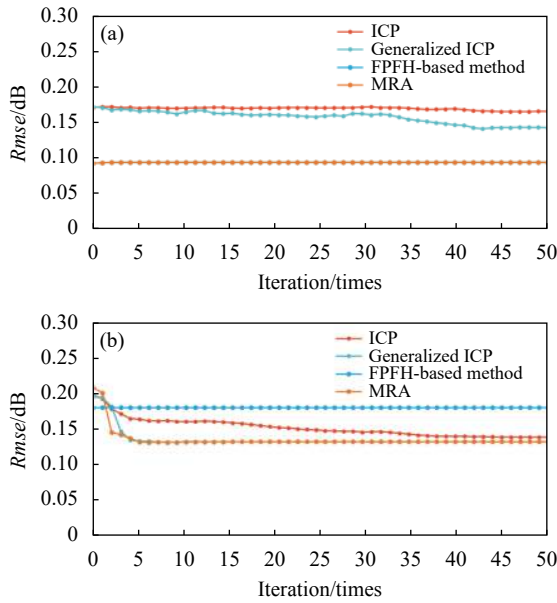 (a)
ICP
Generalized ICP
FPFH-based method
MRA
Rmse/dB
0.30
0.25
0.20
0.15
0.10
0.05
0
0 5 10 15 20 25 30 35 40 45 50
Iteration/times
(b)
ICP
Generalized ICP
FPFH-based method
MRA
Rmse/dB
0.30
0.25
0.20
0.15
0.10
0.05
0
0 5 10 15 20 25 30 35 40 45 50
Iteration/times